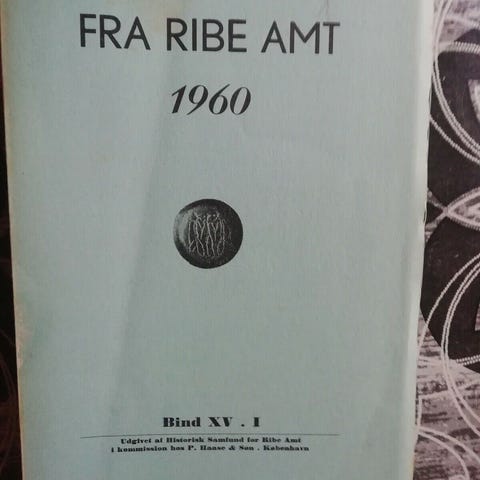 FRA RIBE AMT
1960
Bind XV . I
Udgivet af Historisk Samfund for Ribe Amt
i kommission hos P. Haase & Søn . København